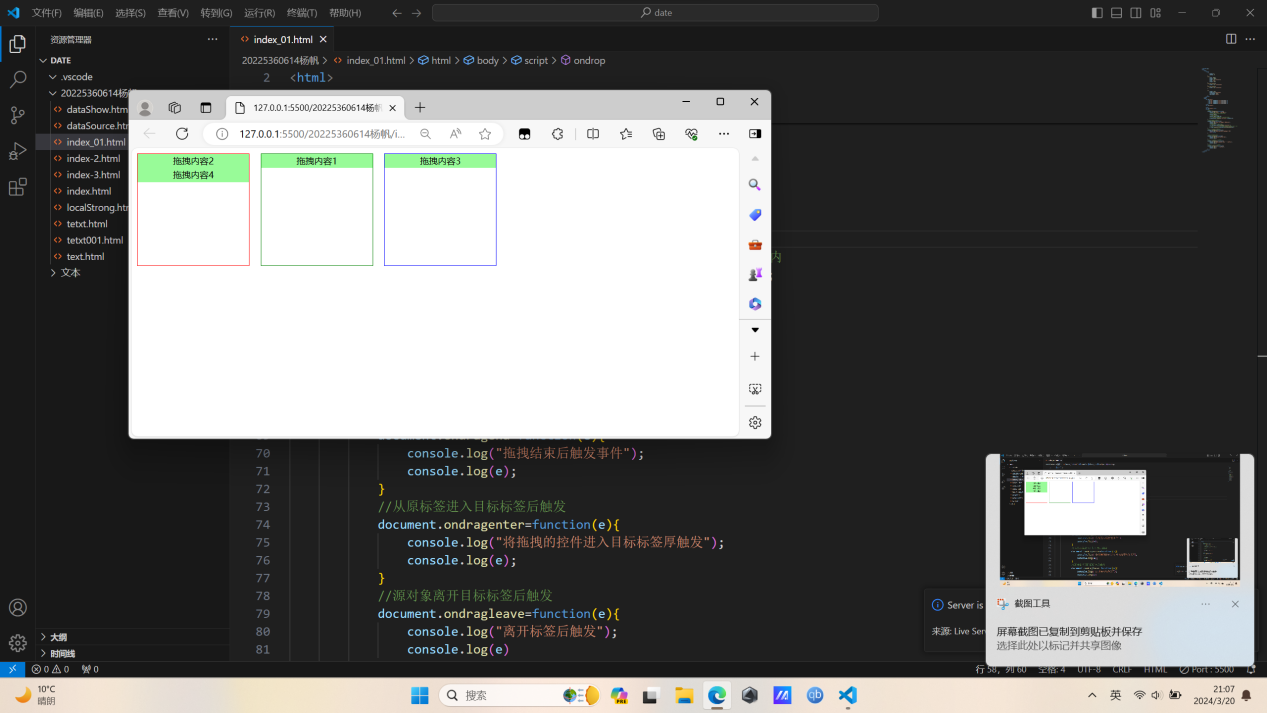 文件(F) 编辑(E) 选择(S) 查看(V) 转到(G) 运行(R) 终端(T) 帮助(H)
date
资源管理器
DATE
.vscode
20225360614杨帆
dataShow.htm
dataSource.htm
index_01.html
index-2.html
index-3.html
index.html
localStrong.htm
tetxt.html
tetxt001.html
text.html
文本
大纲
时间线
index_01.html
20225360614杨帆 > index_01.html > html > body > script > ondrop
2 <html>
127.0.0.1:5500/20225360614杨帆
127.0.0.1:5500/20225360614杨帆/i...
拖拽内容2
拖拽内容4
拖拽内容1
拖拽内容3
内
70 console.log("拖拽结束后触发事件");
71 console.log(e);
72 }
73 //从原标签进入目标标签后触发
74 document.ondragenter=function(e){
75 console.log("将拖拽的控件进入目标标签厚触发");
76 console.log(e);
77 }
78 //源对象离开目标标签后触发
79 document.ondragleave=function(e){
80 console.log("离开标签后触发");
81 console.log(e)
Server is
来源: Live Ser
截图工具
屏幕截图已复制到剪贴板并保存
选择此处以标记并共享图像
0 0 0
行 58，列 60 空格: 4 UTF-8 CRLF HTML Port : 5500
10°C
晴朗
搜索
PRE
qb
英
21:07
2024/3/20